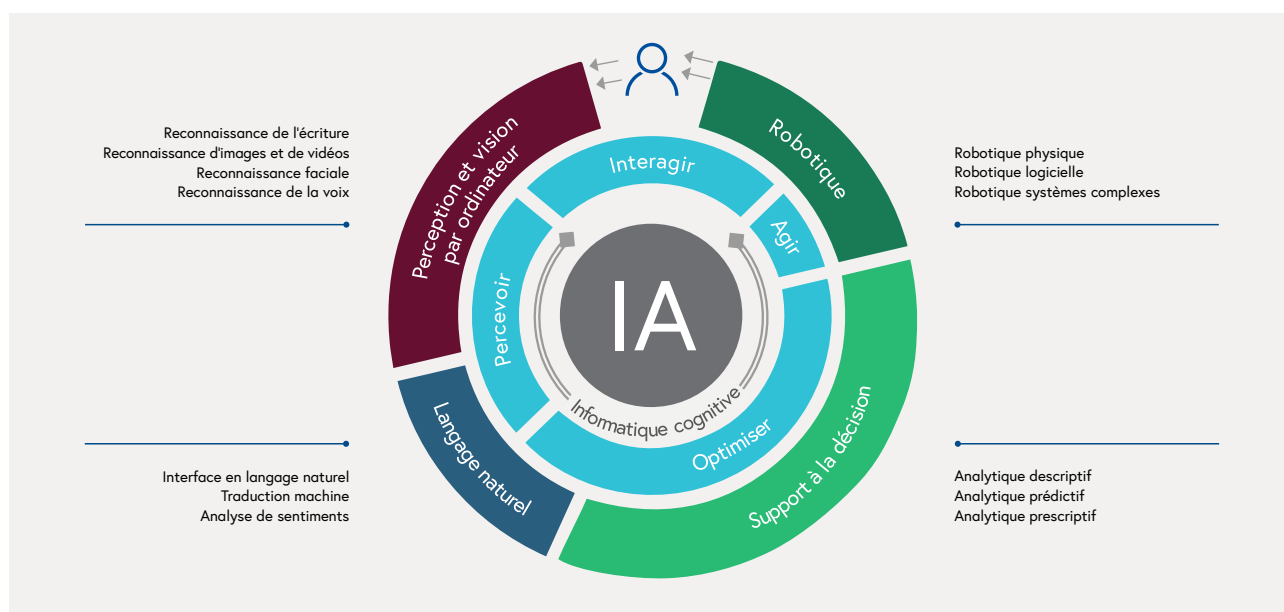 Reconnaissance de l'écriture
Reconnaissance d'images et de vidéos
Reconnaissance faciale
Reconnaissance de la voix
Perception et vision
par ordinateur
Interagir
Robotique
Agir
Robotique physique
Robotique logicielle
Robotique systèmes complexes
Percevoir
IA
Informatique cognitive
Optimiser
Langage naturel
Support à la décision
Interface en langage naturel
Traduction machine
Analyse de sentiments
Analytique descriptif
Analytique prédictif
Analytique prescriptif